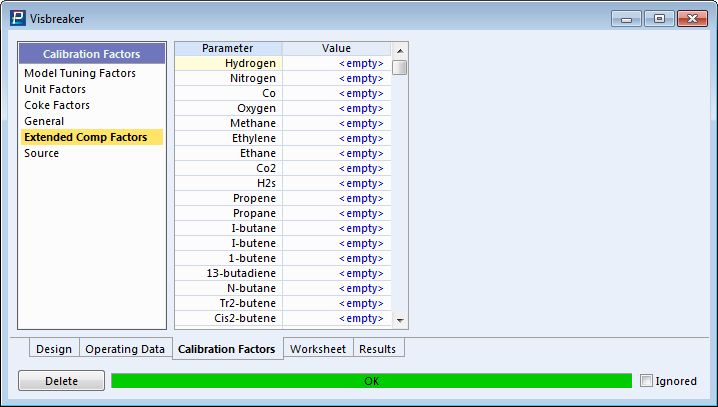 Visbreaker
Calibration Factors
Model Tuning Factors
Unit Factors
Coke Factors
General
Extended Comp Factors
Source
Parameter Value
Hydrogen <empty>
Nitrogen <empty>
Co <empty>
Oxygen <empty>
Methane <empty>
Ethylene <empty>
Ethane <empty>
Co2 <empty>
H2s <empty>
Propene <empty>
Propane <empty>
I-butane <empty>
I-butene <empty>
1-butene <empty>
13-butadiene <empty>
N-butane <empty>
Tr2-butene <empty>
Cis2-butene <empty>
Design Operating Data Calibration Factors Worksheet Results
Delete OK Ignored